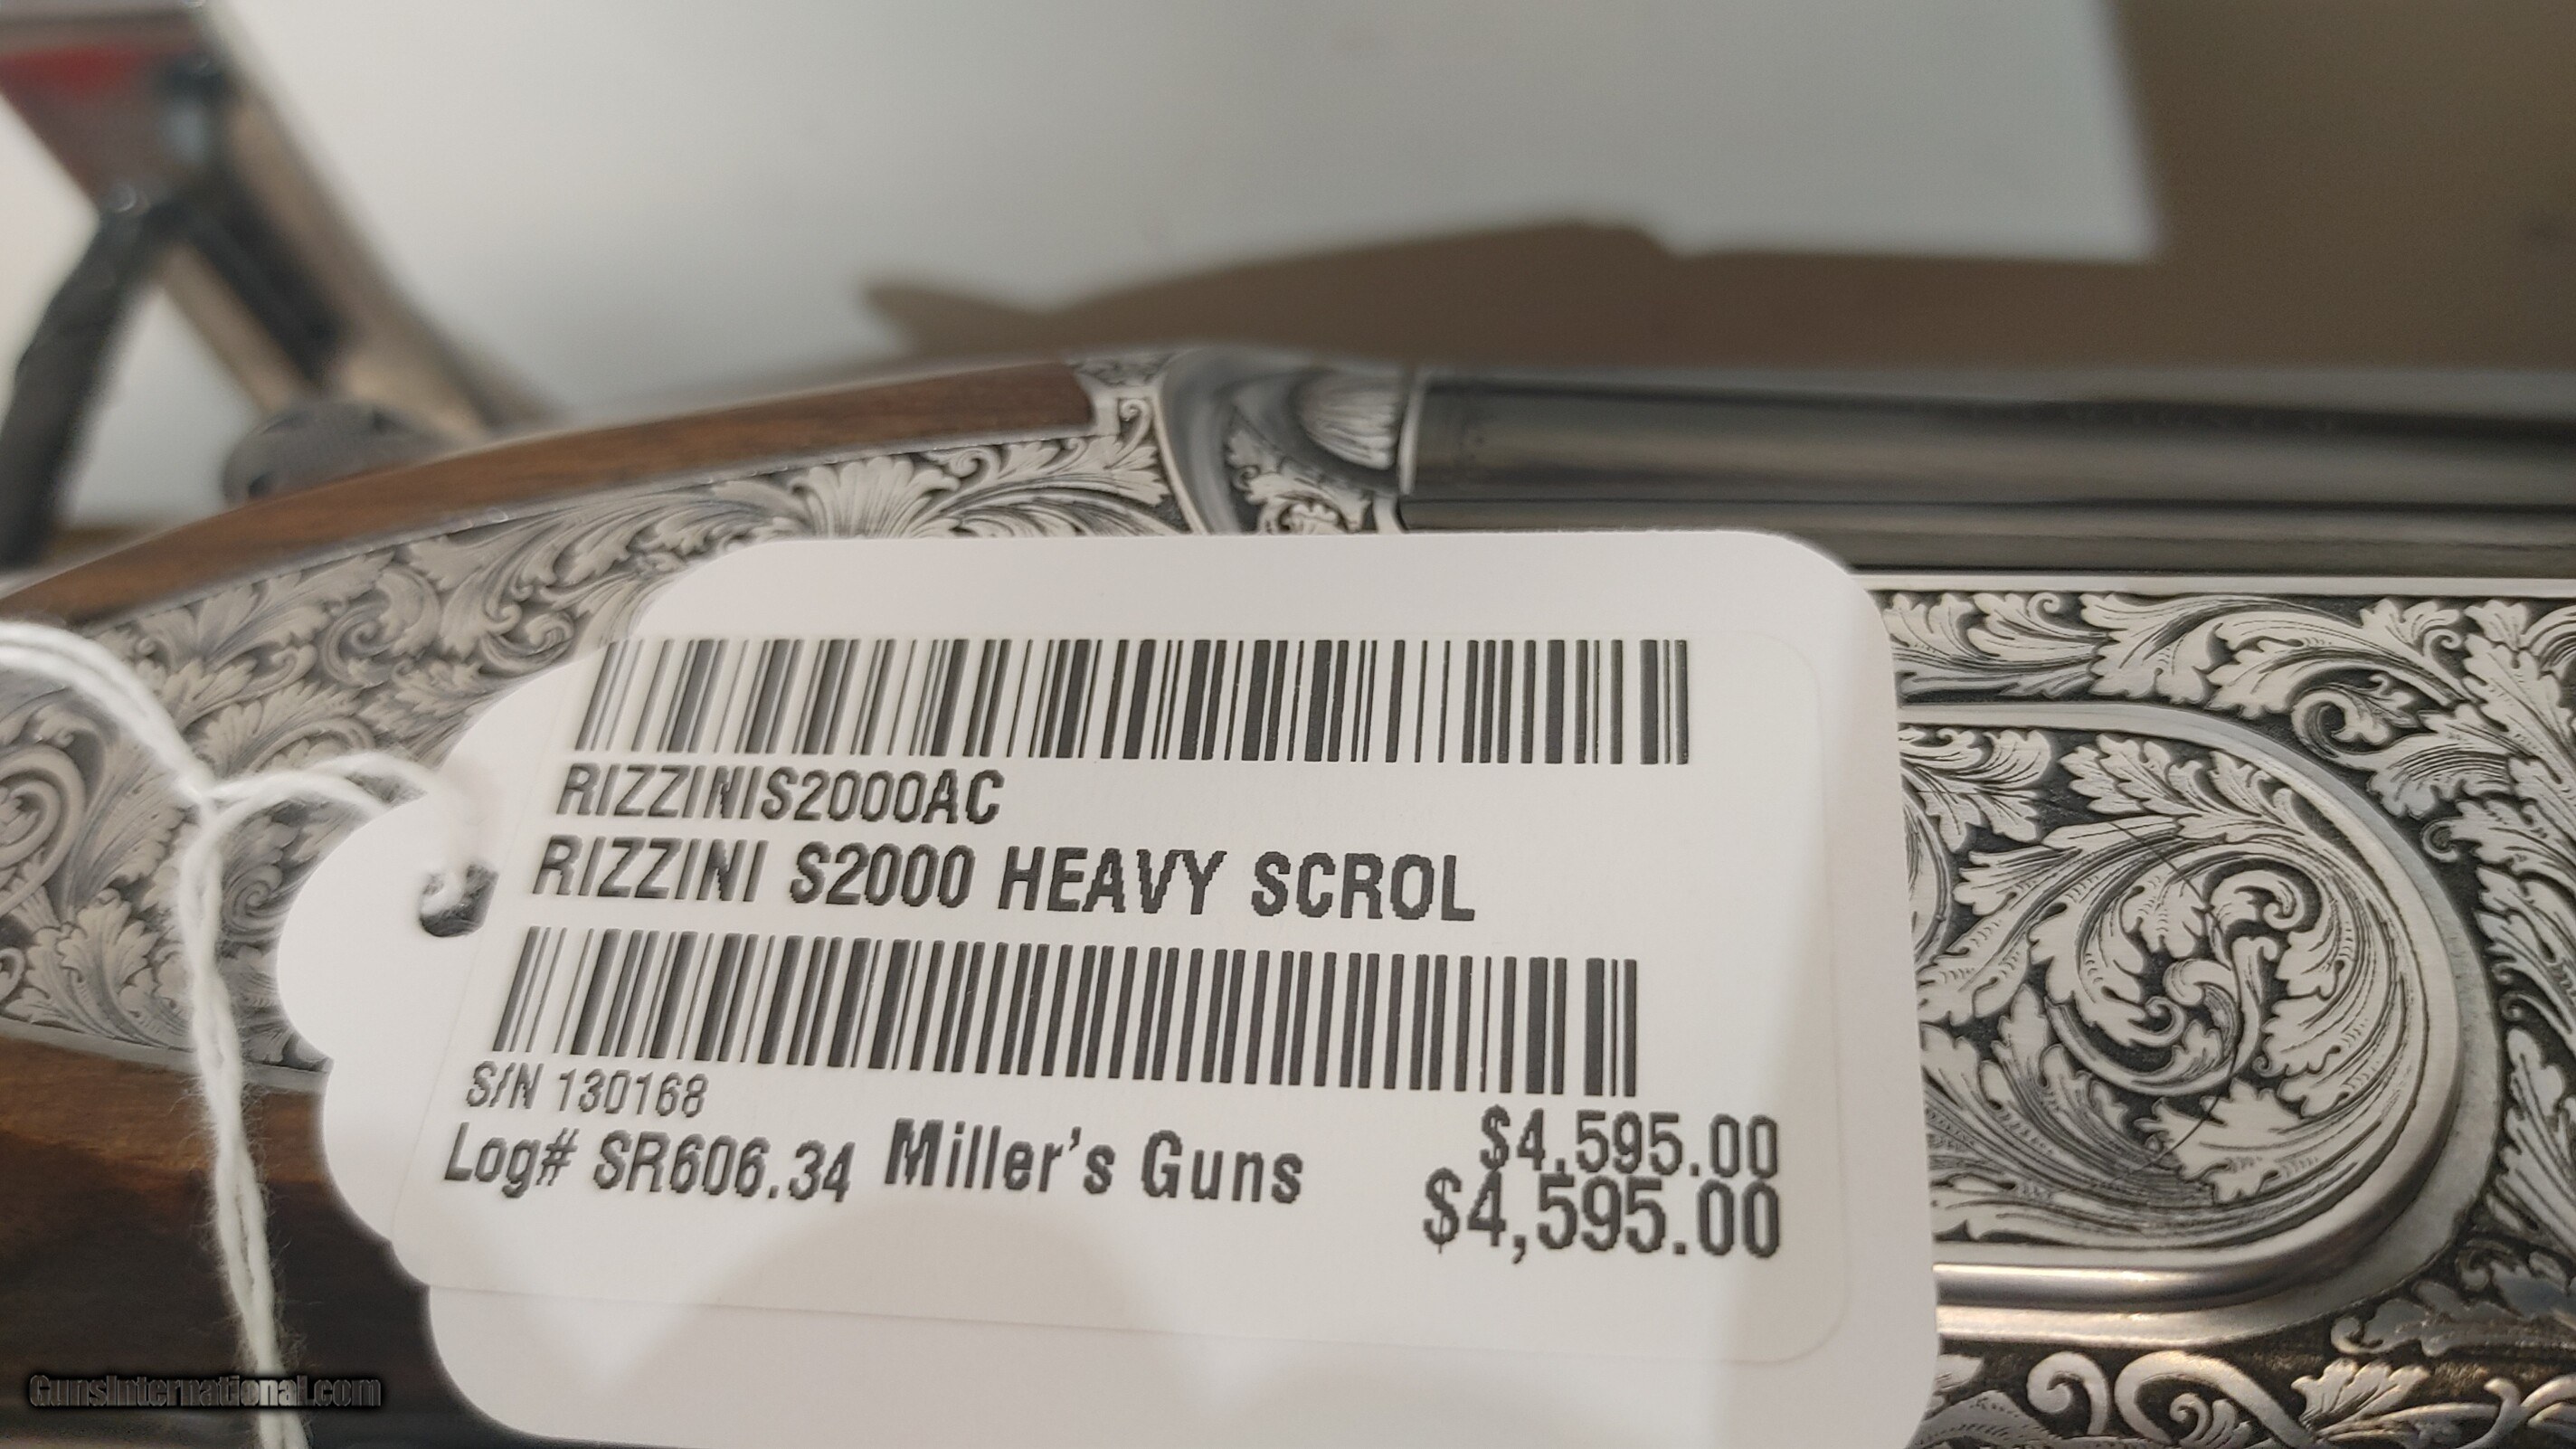 RIZZINIS2000AC
RIZZINI S2000 HEAVY SCROL
S/N 130168
$4,595.00
Log# SR606.34 Miller's Guns
$4,595.00
GunsInternational.com